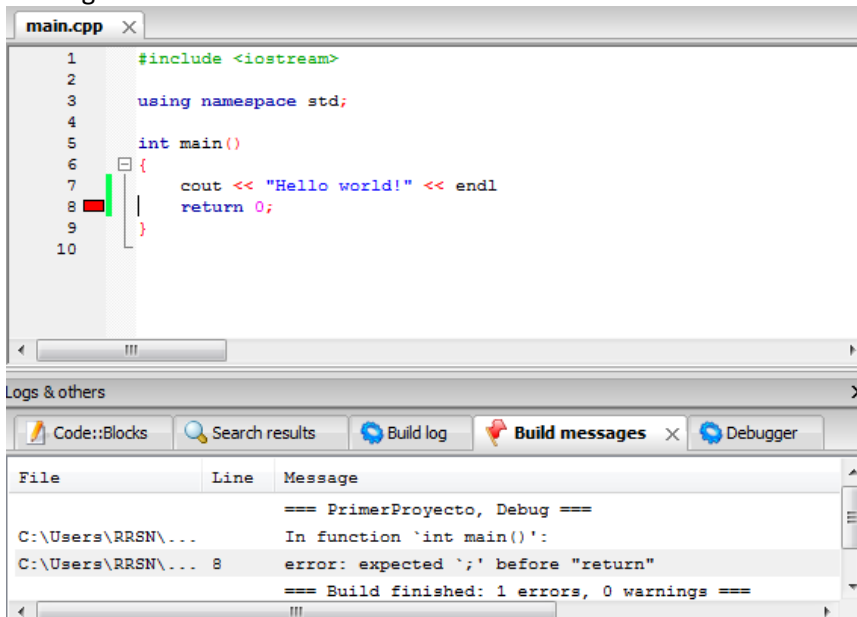 main.cpp
1 #include <iostream>
2
3 using namespace std;
4
5 int main()
6 {
7 cout << "Hello world!" << endl
8 return 0;
9 }
10
Logs & others
Code::Blocks Search results Build log Build messages Debugger
File Line Message
=== PrimerProyecto, Debug ===
C:\Users\RRSN\... In function `int main()':
C:\Users\RRSN\... 8 error: expected `;' before "return"
=== Build finished: 1 errors, 0 warnings ===